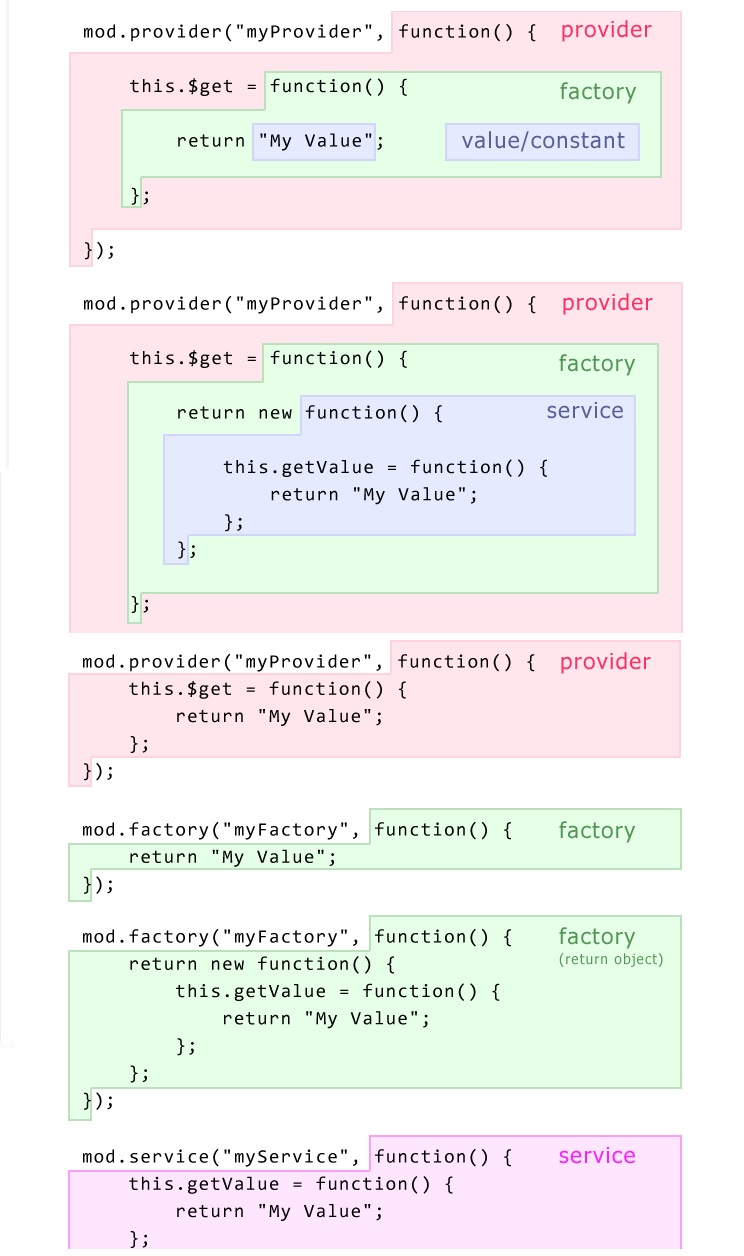 mod.provider("myProvider", function() { provider
this.$get = function() { factory
return "My Value"; value/constant
};
});
mod.provider("myProvider", function() { provider
this.$get = function() { factory
return new function() { service
this.getValue = function() {
return "My Value";
};
};
};
mod.provider("myProvider", function() { provider
this.$get = function() {
return "My Value";
};
});
mod.factory("myFactory", function() { factory
return "My Value";
});
mod.factory("myFactory", function() { factory
return new function() { (return object)
this.getValue = function() {
return "My Value";
};
};
});
mod.service("myService", function() { service
this.getValue = function() {
return "My Value";
};